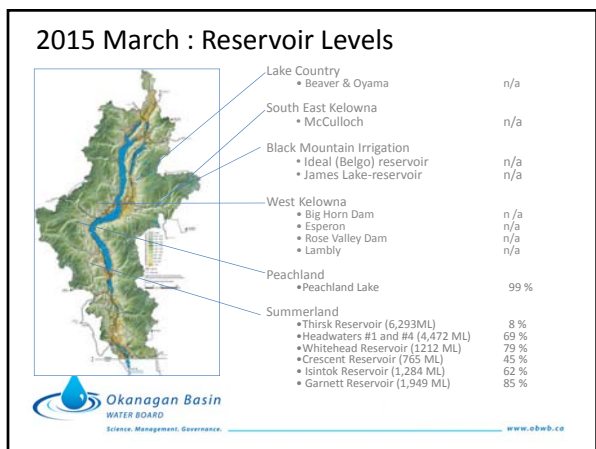 2015 March : Reservoir Levels
Lake Country
• Beaver & Oyama n/a
South East Kelowna
• McCulloch n/a
Black Mountain Irrigation
• Ideal (Belgo) reservoir n/a
• James Lake-reservoir n/a
West Kelowna
• Big Horn Dam n/a
• Esperon n/a
• Rose Valley Dam n/a
• Lambly n/a
Peachland
•Peachland Lake 99 %
Summerland
•Thirsk Reservoir (6,293ML) 8 %
•Headwaters #1 and #4 (4,472 ML) 69 %
•Whitehead Reservoir (1212 ML) 79 %
•Crescent Reservoir (765 ML) 45 %
• Isintok Reservoir (1,284 ML) 62 %
• Garnett Reservoir (1,949 ML) 85 %
Okanagan Basin
WATER BOARD
Science. Management. Governance.
www.obwb.ca